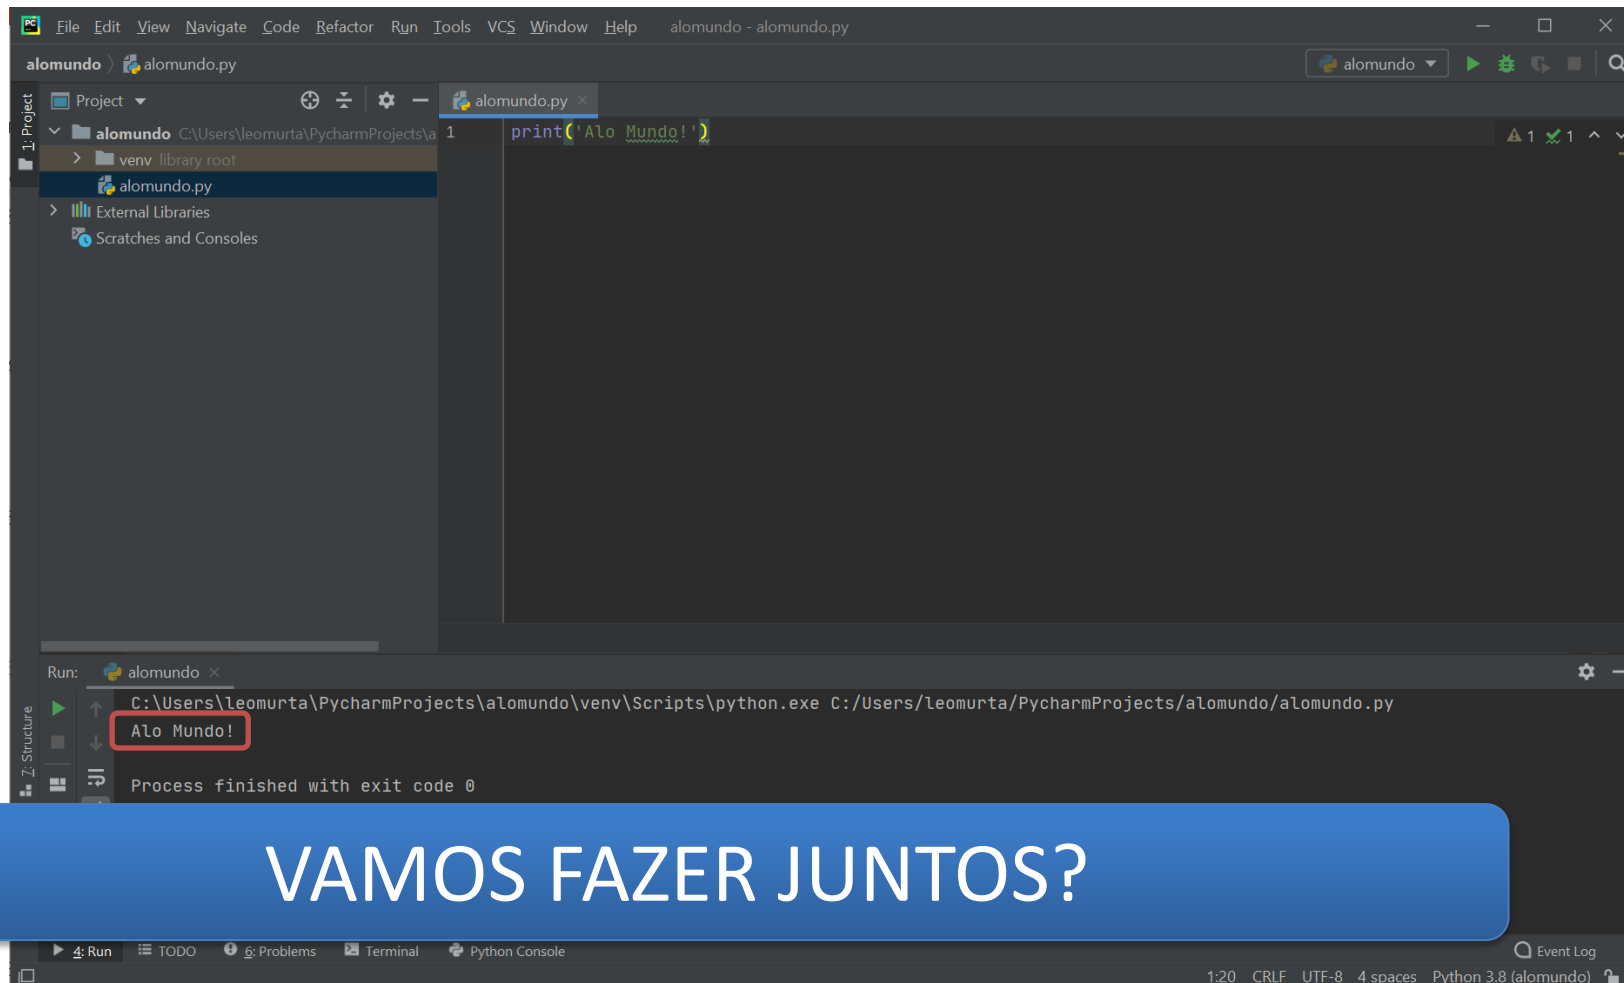 File Edit View Navigate Code Refactor Run Tools VCS Window Help alomundo - alomundo.py
alomundo alomundo.py alomundo
1: Project
Project alomundo.py
alomundo C:\Users\leomurta\PycharmProjects\a
venv library root
alomundo.py
External Libraries
Scratches and Consoles
1 print('Alo Mundo!')
1 1
Run: alomundo
C:\Users\leomurta\PycharmProjects\alomundo\venv\Scripts\python.exe C:/Users/leomurta/PycharmProjects/alomundo/alomundo.py
Alo Mundo!
Process finished with exit code 0
7: Structure
VAMOS FAZER JUNTOS?
4: Run TODO 6: Problems Terminal Python Console Event Log
1:20 CRLF UTF-8 4 spaces Python 3.8 (alomundo)